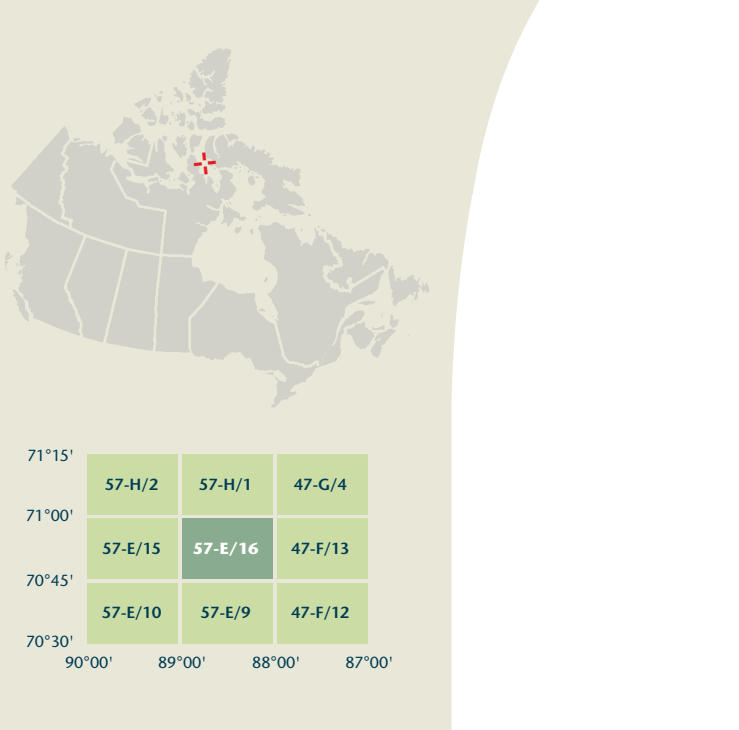 71°15'
57-H/2 57-H/1 47-G/4
71°00'
57-E/15 57-E/16 47-F/13
70°45'
57-E/10 57-E/9 47-F/12
70°30'
90°00' 89°00' 88°00' 87°00'